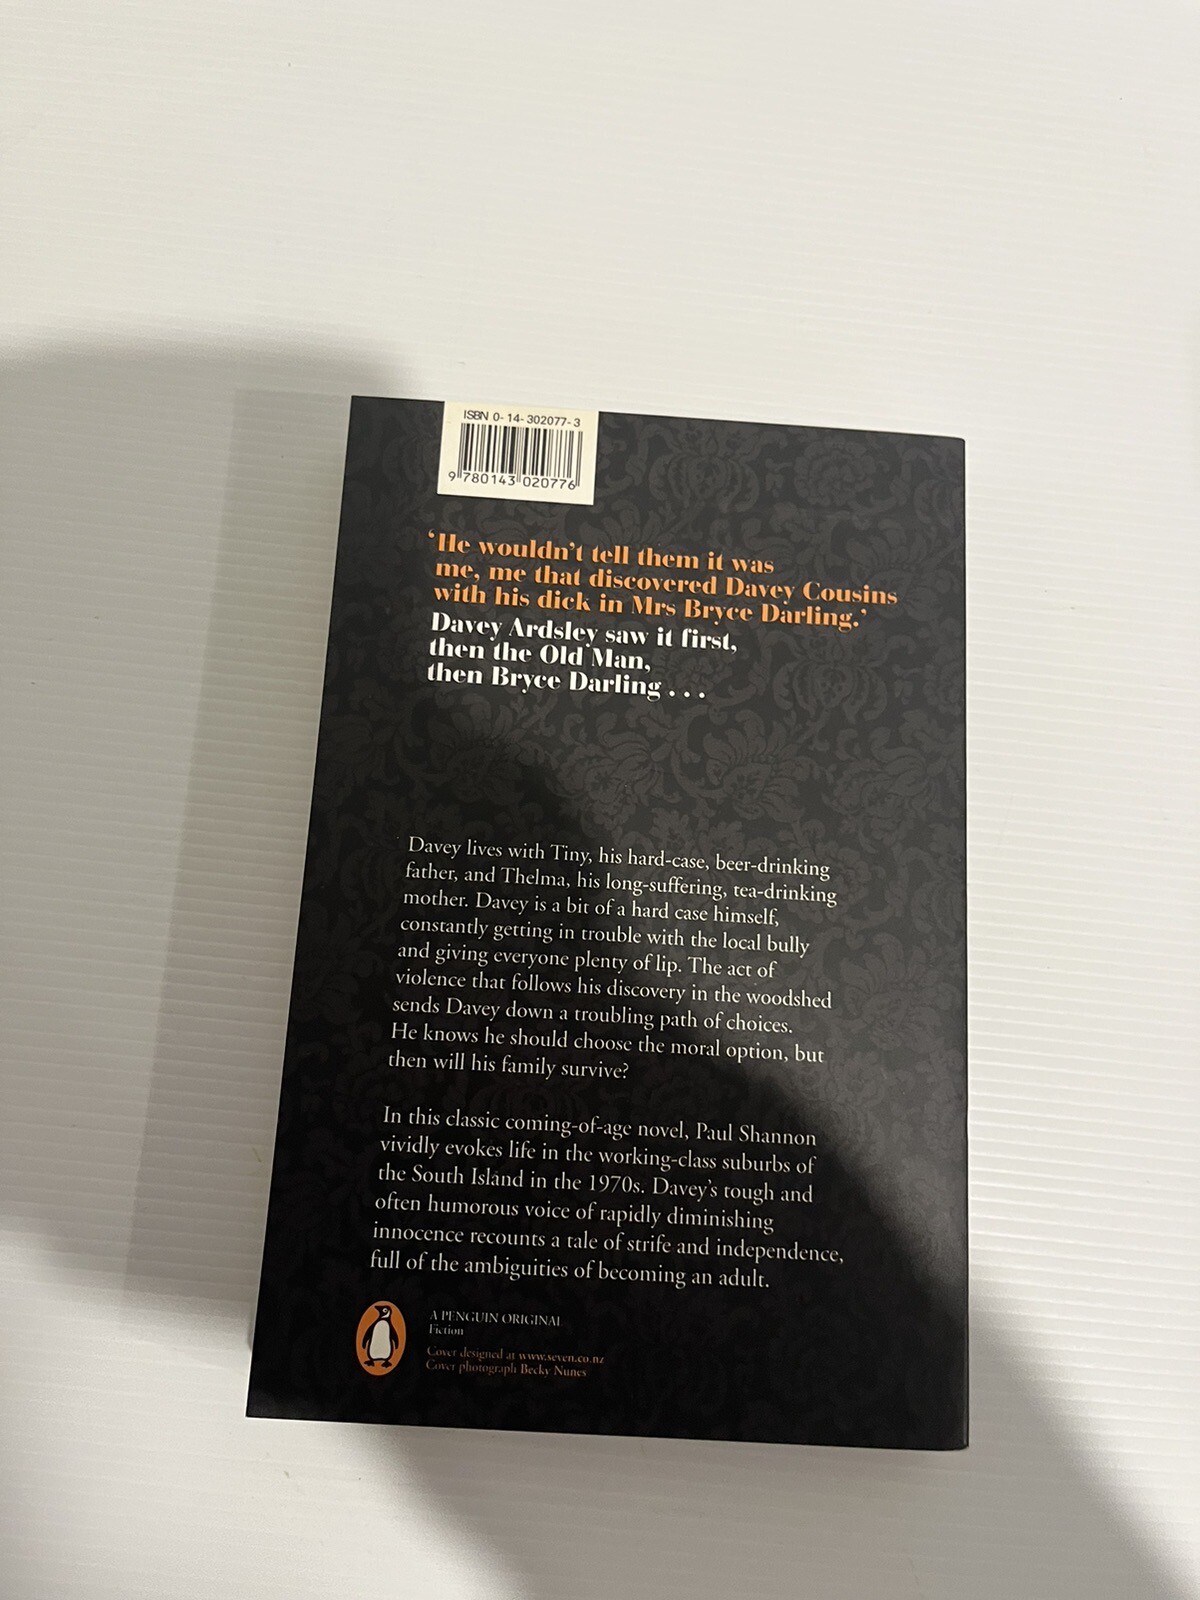 ISBN 0-14-302077-3
9 780143 020776
‘He wouldn’t tell them it was
me, me that discovered Davey Cousins
with his dick in Mrs Bryce Darling.’
Davey Ardsley saw it first,
then the Old Man,
then Bryce Darling . . .
Davey lives with Tiny, his hard-case, beer-drinking
father, and Thelma, his long-suffering, tea-drinking
mother. Davey is a bit of a hard case himself,
constantly getting in trouble with the local bully
and giving everyone plenty of lip. The act of
violence that follows his discovery in the woodshed
sends Davey down a troubling path of choices.
He knows he should choose the moral option, but
then will his family survive?
In this classic coming-of-age novel, Paul Shannon
vividly evokes life in the working-class suburbs of
the South Island in the 1970s. Davey’s tough and
often humorous voice of rapidly diminishing
innocence recounts a tale of strife and independence,
full of the ambiguities of becoming an adult.
A PENGUIN ORIGINAL
Fiction
Cover designed at www.seven.co.nz
Cover photograph Becky Nunes